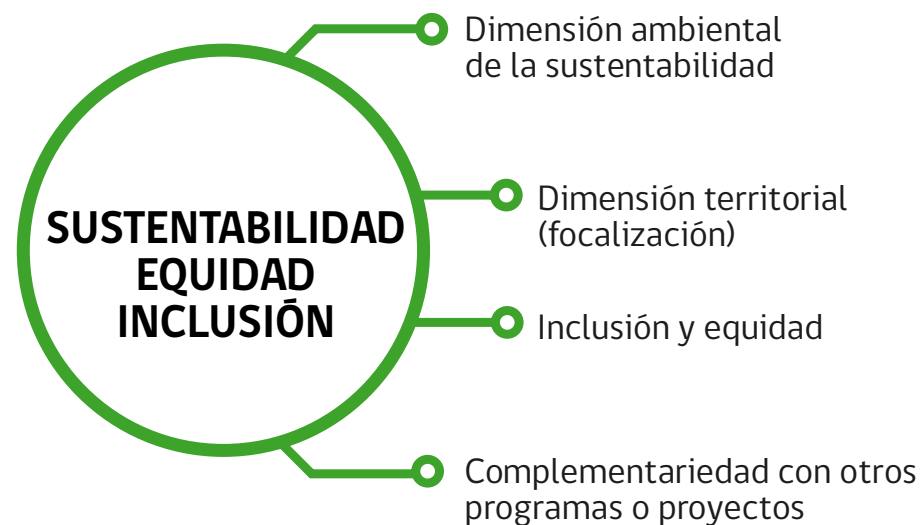 SUSTENTABILIDAD
EQUIDAD
INCLUSIÓN
Dimensión ambiental
de la sustentabilidad
Dimensión territorial
(focalización)
Inclusión y equidad
Complementariedad con otros
programas o proyectos